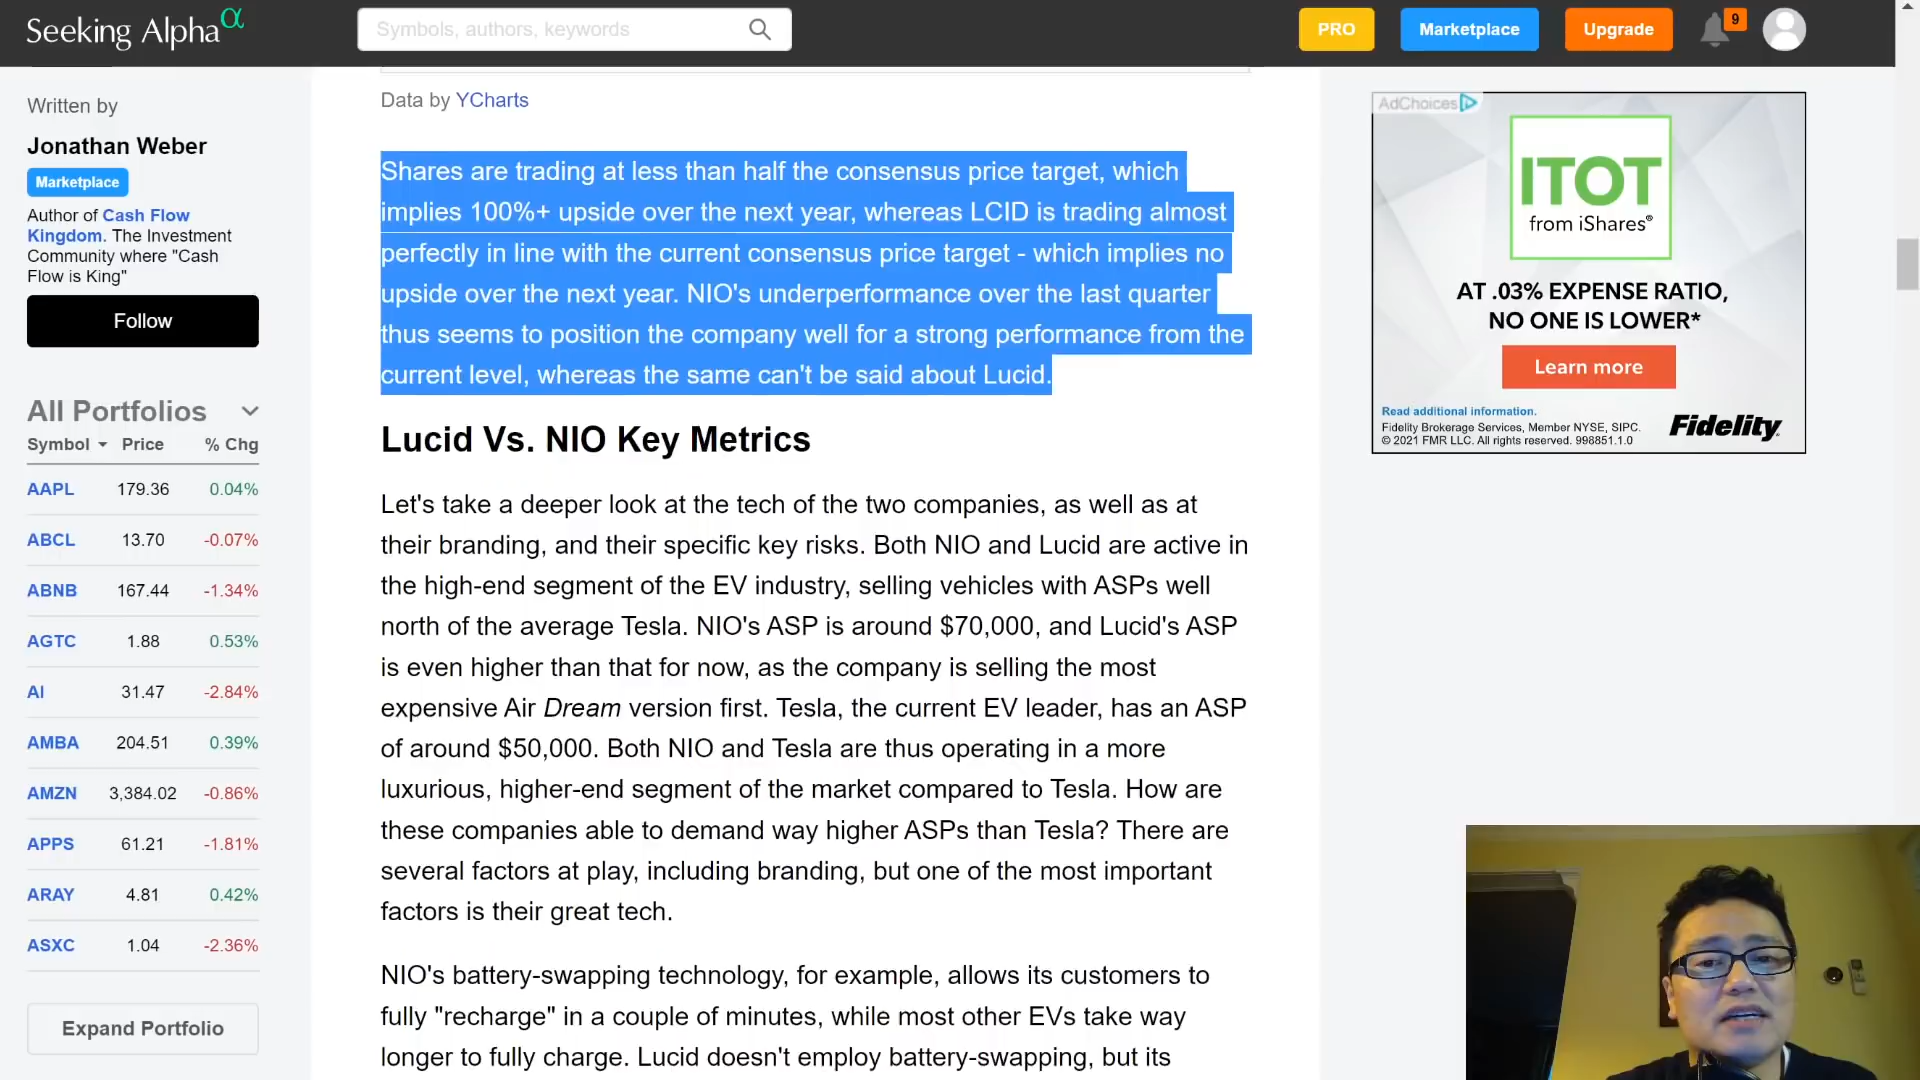 Seeking Alpha α
Symbols, authors, keywords
PRO
Marketplace
Upgrade
9
Written by
Jonathan Weber
Marketplace
Author of Cash Flow
Kingdom. The Investment
Community where "Cash
Flow is King"
Follow
All Portfolios
Symbol Price % Chg
AAPL 179.36 0.04%
ABCL 13.70 -0.07%
ABNB 167.44 -1.34%
AGTC 1.88 0.53%
AI 31.47 -2.84%
AMBA 204.51 0.39%
AMZN 3,384.02 -0.86%
APPS 61.21 -1.81%
ARAY 4.81 0.42%
ASXC 1.04 -2.36%
Expand Portfolio
Data by YCharts
Shares are trading at less than half the consensus price target, which
implies 100%+ upside over the next year, whereas LCID is trading almost
perfectly in line with the current consensus price target - which implies no
upside over the next year. NIO's underperformance over the last quarter
thus seems to position the company well for a strong performance from the
current level, whereas the same can't be said about Lucid.
Lucid Vs. NIO Key Metrics
Let's take a deeper look at the tech of the two companies, as well as at
their branding, and their specific key risks. Both NIO and Lucid are active in
the high-end segment of the EV industry, selling vehicles with ASPs well
north of the average Tesla. NIO's ASP is around $70,000, and Lucid's ASP
is even higher than that for now, as the company is selling the most
expensive Air Dream version first. Tesla, the current EV leader, has an ASP
of around $50,000. Both NIO and Tesla are thus operating in a more
luxurious, higher-end segment of the market compared to Tesla. How are
these companies able to demand way higher ASPs than Tesla? There are
several factors at play, including branding, but one of the most important
factors is their great tech.
NIO's battery-swapping technology, for example, allows its customers to
fully "recharge" in a couple of minutes, while most other EVs take way
longer to fully charge. Lucid doesn't employ battery-swapping, but its
AdChoices
ITOT
from iShares®
AT .03% EXPENSE RATIO,
NO ONE IS LOWER*
Learn more
Read additional information.
Fidelity Brokerage Services, Member NYSE, SIPC.
© 2021 FMR LLC. All rights reserved. 998851.1.0
Fidelity